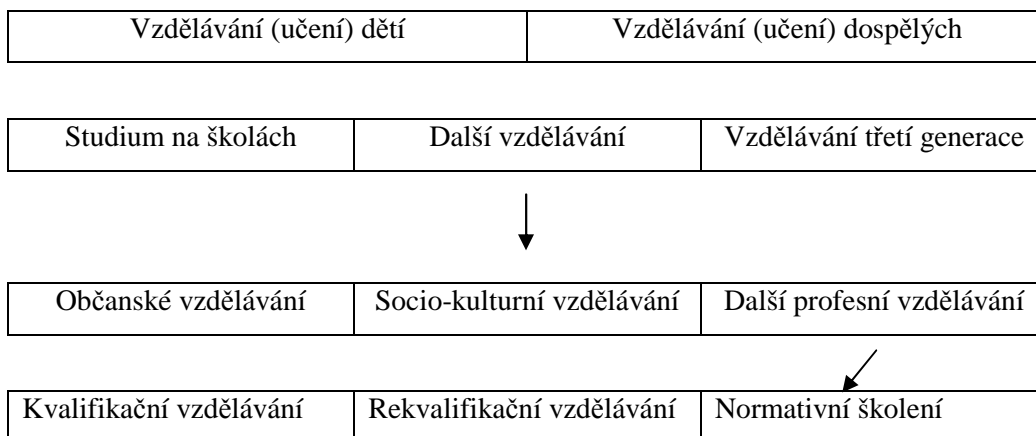 Vzdělávání (učení) dětí Vzdělávání (učení) dospělých
Studium na školách Další vzdělávání Vzdělávání třetí generace
Občanské vzdělávání Socio-kulturní vzdělávání Další profesní vzdělávání
Kvalifikační vzdělávání Rekvalifikační vzdělávání Normativní školení